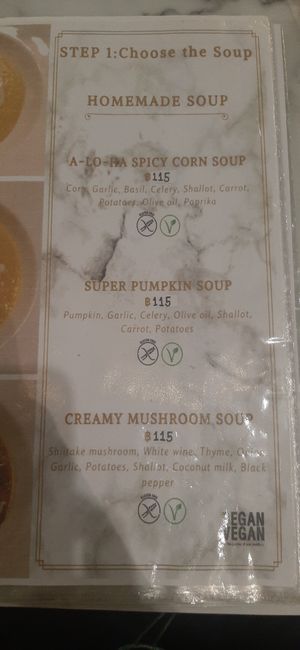 STEP 1:Choose the Soup
HOMEMADE SOUP
A-LO-HA SPICY CORN SOUP
฿115
Corn, Garlic, Basil, Celery, Shallot, Carrot,
Potatoes, Olive oil, Paprika
SUPER PUMPKIN SOUP
฿115
Pumpkin, Garlic, Celery, Olive oil, Shallot,
Carrot, Potatoes
CREAMY MUSHROOM SOUP
฿115
Shiitake mushroom, White wine, Thyme,
Garlic, Potatoes, Shallot, Coconut milk, Black
pepper
VEGAN
VEGAN